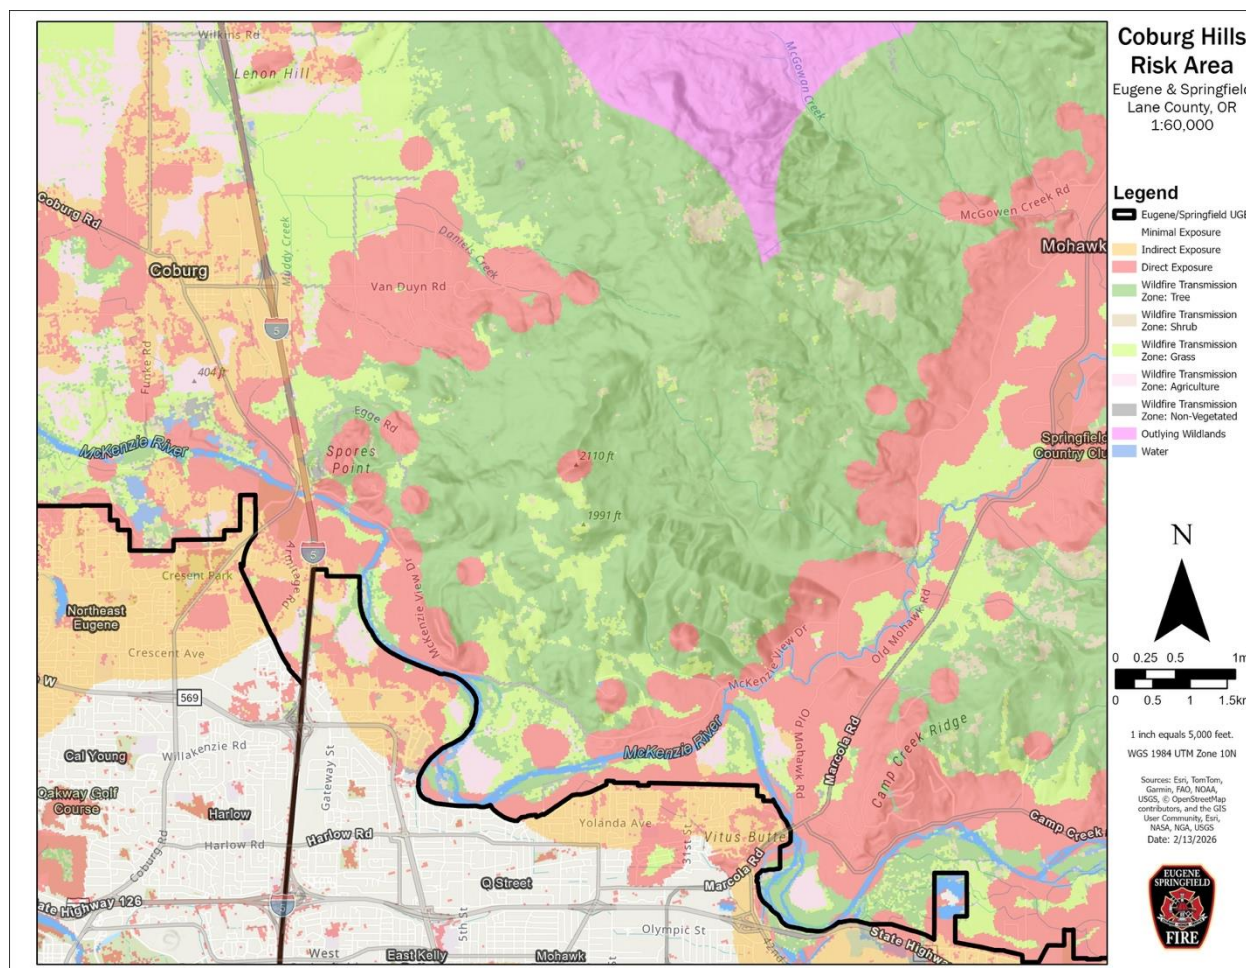 Coburg Hills
Risk Area
Eugene & Springfield
Lane County, OR
1:60,000
Legend
Eugene/Springfield UGB
Minimal Exposure
Indirect Exposure
Direct Exposure
Wildfire Transmission
Zone: Tree
Wildfire Transmission
Zone: Shrub
Wildfire Transmission
Zone: Grass
Wildfire Transmission
Zone: Agriculture
Wildfire Transmission
Zone: Non-Vegetated
Outlying Wildlands
Water
N
0 0.25 0.5 1m
0 0.5 1 1.5km
1 inch equals 5,000 feet.
WGS 1984 UTM Zone 10N
Sources: Esri, TomTom,
Garmin, FAO, NOAA,
USGS, © OpenStreetMap
contributors, and the GIS
User Community, Esri,
NASA, NGA, USGS
Date: 2/13/2026
EUGENE
SPRINGFIELD
FIRE
Wilkins Rd
Lenon Hill
McGowan Creek
McGowen Creek Rd
Coburg Rd
Mohawk
Muddy Creek
Daniels Creek
Coburg
Van Duyn Rd
5
Funke Rd
404 ft
Egge Rd
McKenzie River
Spores
Point
2110 ft
Springfield
Country Clu
1991 ft
5
Armitage Rd
Cresent Park
McKenzie View Dr
Northeast
Eugene
Old Mohawk Rd
Crescent Ave
McKenzie View Dr
W
569
Old Mohawk Rd
Camp Creek Ridge
Marcola Rd
McKenzie River
Willakenzie Rd
Cal Young
Gateway St
Oakway Golf
Course
Harlow
Yolanda Ave
Camp Creek
Harlow Rd
Harlow Rd
31st St
Vitus Butte
Coburg Rd
Marcola Rd
Q Street
ate Highway 126
5
5th St
Olympic St
State Highw
42nd
West
East Kelly
Mohawk
St